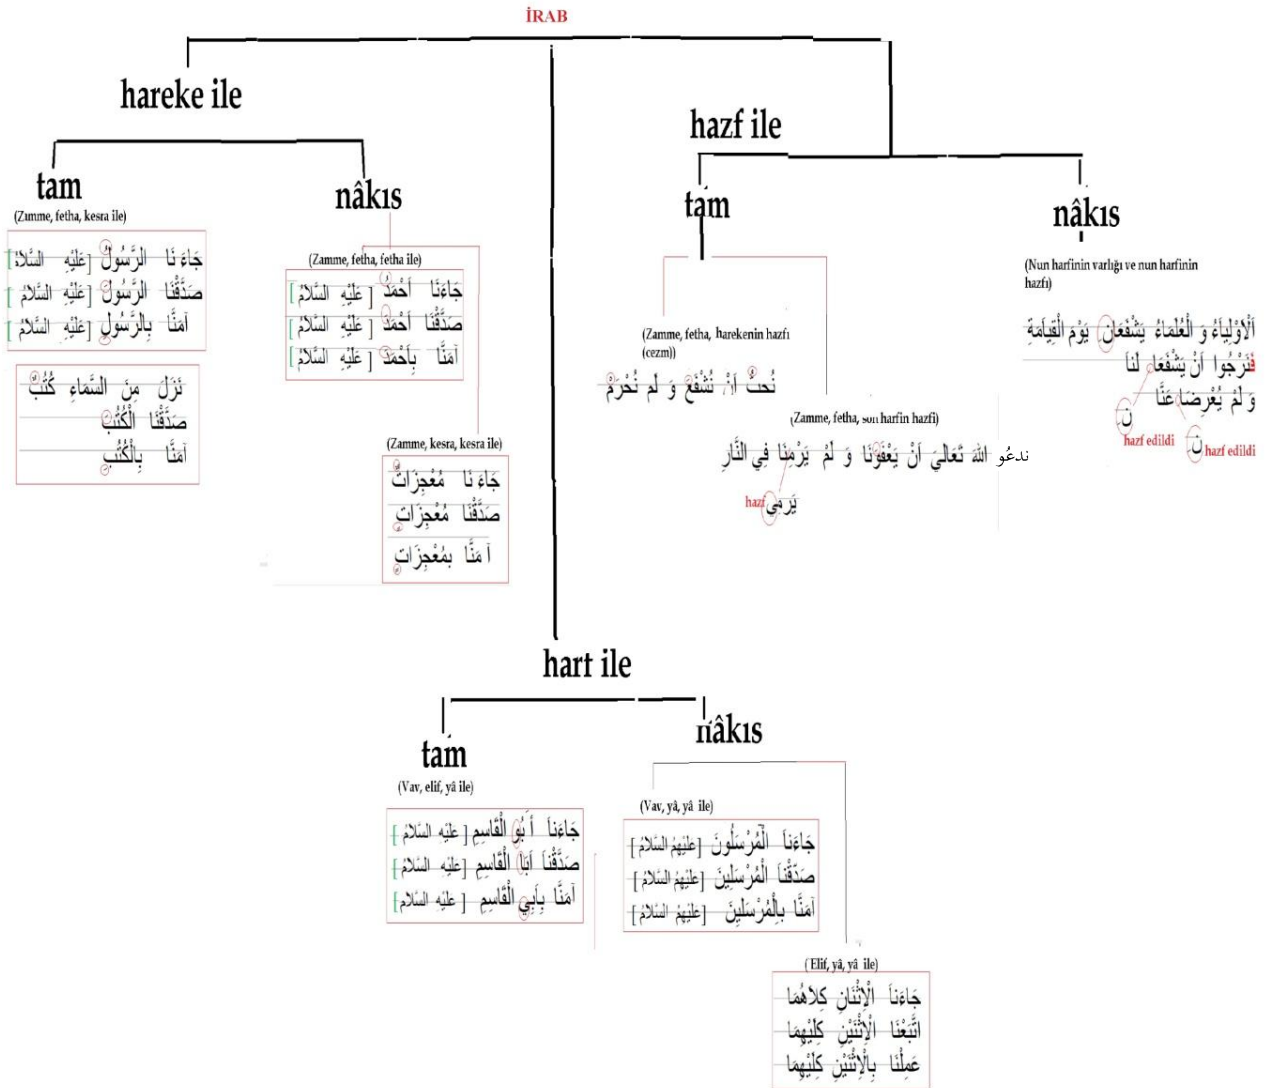 İRAB
hareke ile
tam
(Zımme, fetha, kesra ile)
جَاءَ نَا الرَّسُولُ [عَلَيْهِ السَّلَامُ]
صَدَّقْنَا الرَّسُولَ [عَلَيْهِ السَّلَامُ]
آمَنَّا بِالرَّسُولِ [عَلَيْهِ السَّلَامُ]
نَزَلَ مِنَ السَّمَاءِ كُتُبٌ
صَدَّقْنَا الْكُتُبَ
آمَنَّا بِالْكُتُبِ
nâkıs
(Zamme, fetha, fetha ile)
جَاءَنَا أَحْمَدُ [عَلَيْهِ السَّلَامُ]
صَدَّقْنَا أَحْمَدَ [عَلَيْهِ السَّلَامُ]
آمَنَّا بِأَحْمَدَ [عَلَيْهِ السَّلَامُ]
(Zamme, kesra, kesra ile)
جَاءَ نَا مُعْجِزَاتٌ
صَدَّقْنَا مُعْجِزَاتٍ
آ مَنَّا بِمُعْجِزَاتٍ
hazf ile
tam
(Zamme, fetha, harekenin hazfı
(cezm))
نُحِبُّ اَنْ نُشْفَعَ وَ لَم نُحْرَمْ
(Zamme, fetha, son harfin hazfi)
ندعُو اللهَ تَعَالَى اَنْ يَعْفُوَنَا وَ لَمْ يَرْمِنَا فِي النَّارِ
hazf يَرمِي
nâkıs
(Nun harfinin varlığı ve nun harfinin
hazfı)
اَلْاَوْلِيَاءُ وَ الْعُلَمَاءُ يَشْفَعَانِ يَوْمَ الْقِيَامَةِ
فَنَرْجُوا اَنْ يَشْفَعَا لَنَا
وَ لَمْ يُعْرِضَا عَنَّا
ن
hazf edildi
ن
hazf edildi
hart ile
tam
(Vav, elif, yâ ile)
جَاءَنَا أَبُو الْقَاسِمِ [عَلَيْهِ السَّلَامُ]
صَدَّقْنَا اَبَا الْقَاسِمِ [عَلَيْهِ السَّلَامُ]
آمَنَّا بِاَبِي الْقَاسِمِ [عَلَيْهِ السَّلَامُ]
nâkıs
(Vav, yâ, yâ ile)
جَاءَنَا الْمُرْسَلُونَ [عَلَيْهِمُ السَّلَامُ]
صَدَّقْنَا الْمُرْسَلِينَ [عَلَيْهِمُ السَّلَامُ]
آمَنَّا بِالْمُرْسَلِينَ [عَلَيْهِمُ السَّلَامُ]
(Elif, yâ, yâ ile)
جَاءَنَا الْاِثْنَانِ كِلَاهُمَا
اتَّبَعْنَا الْاِثْنَيْنِ كِلَيْهِمَا
عَمِلْنَا بِالْاِثْنَيْنِ كِلَيْهِمَا